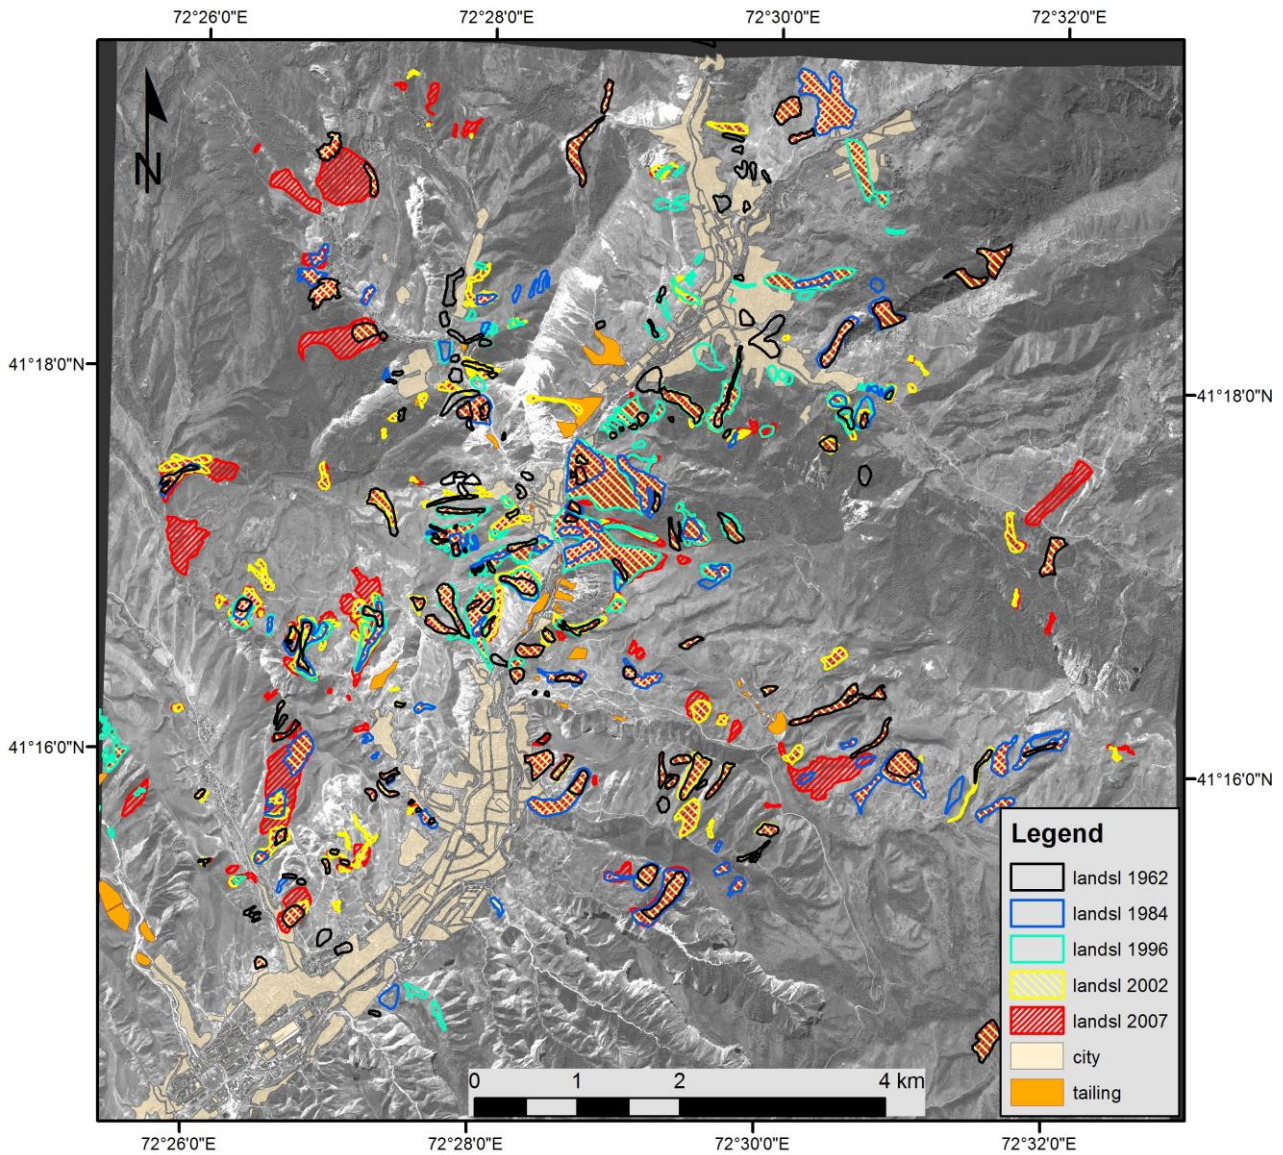 72°26'0"E
72°28'0"E
72°30'0"E
72°32'0"E
N
41°18'0"N
41°18'0"N
41°16'0"N
41°16'0"N
Legend
landsl 1962
landsl 1984
landsl 1996
landsl 2002
landsl 2007
city
tailing
0 1 2 4 km
72°26'0"E
72°28'0"E
72°30'0"E
72°32'0"E